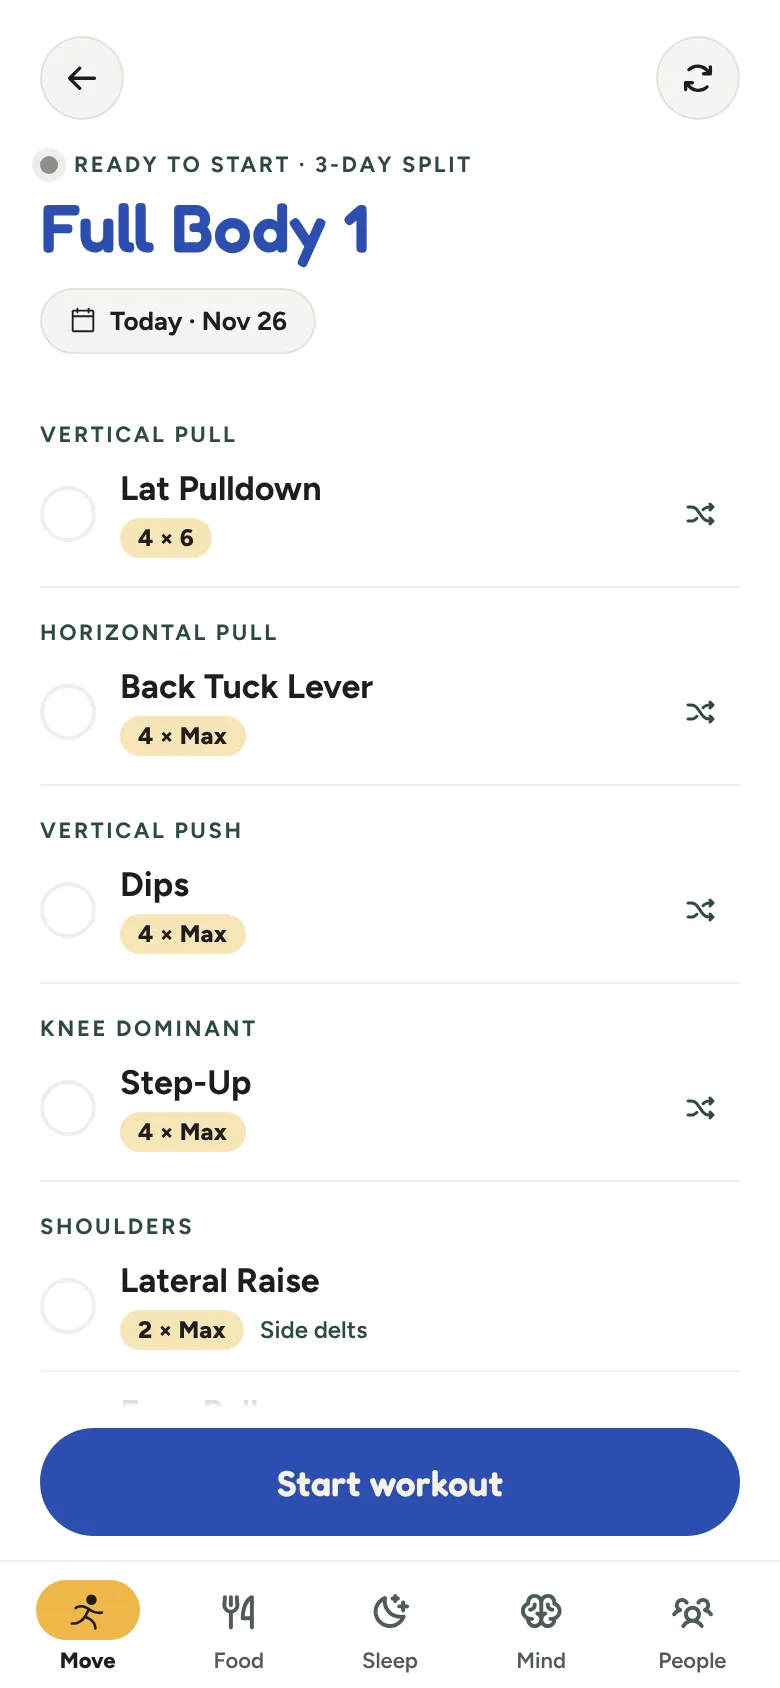 READY TO START · 3-DAY SPLIT
Full Body 1
Today · Nov 26
VERTICAL PULL
Lat Pulldown
4 × 6
HORIZONTAL PULL
Back Tuck Lever
4 × Max
VERTICAL PUSH
Dips
4 × Max
KNEE DOMINANT
Step-Up
4 × Max
SHOULDERS
Lateral Raise
2 × Max Side delts
Start workout
Move Food Sleep Mind People